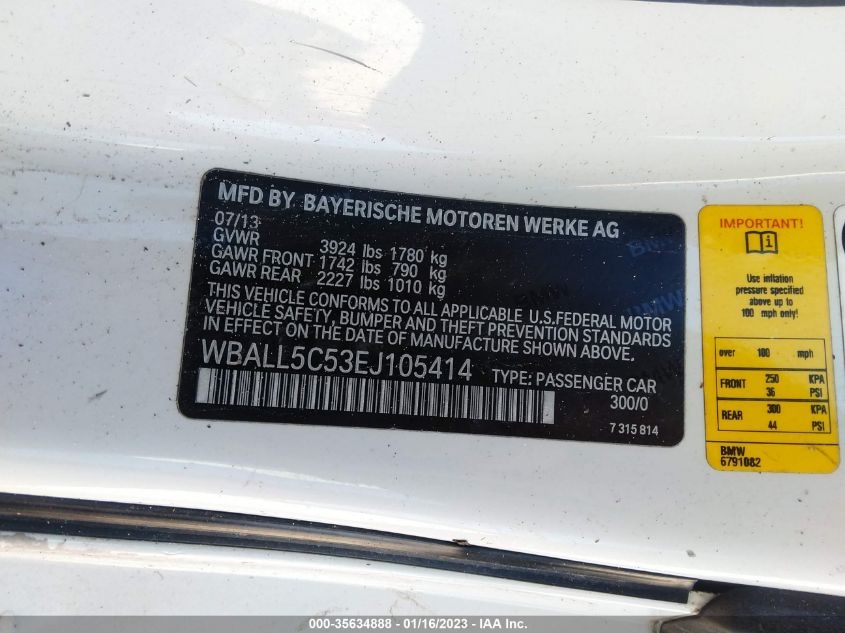 MFD BY BAYERISCHE MOTOREN WERKE AG
07/13
GVWR 3924 lbs 1780 kg
GAWR FRONT 1742 lbs 790 kg
GAWR REAR 2227 lbs 1010 kg
THIS VEHICLE CONFORMS TO ALL APPLICABLE U.S.FEDERAL MOTOR
VEHICLE SAFETY, BUMPER AND THEFT PREVENTION STANDARDS
IN EFFECT ON THE DATE OF MANUFACTURE SHOWN ABOVE.
WBALL5C53EJ105414 TYPE: PASSENGER CAR
300/0
7 315 814
BMW
BMW
BMW
IMPORTANT!
Use inflation
pressure specified
above up to
100 mph only!
over 100 mph
FRONT 250 KPA
36 PSI
REAR 300 KPA
44 PSI
BMW
6791082
000-35634888 - 01/16/2023 - IAA Inc.